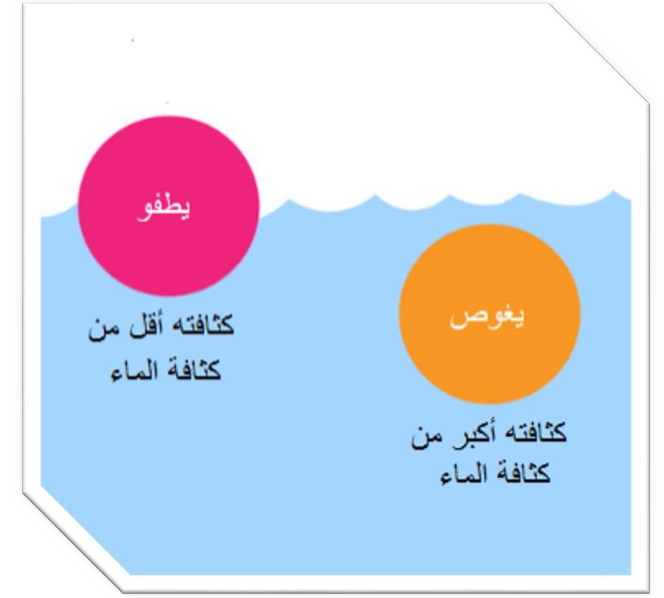 يطفو
كثافته أقل من
كثافة الماء
يغوص
كثافته أكبر من
كثافة الماء